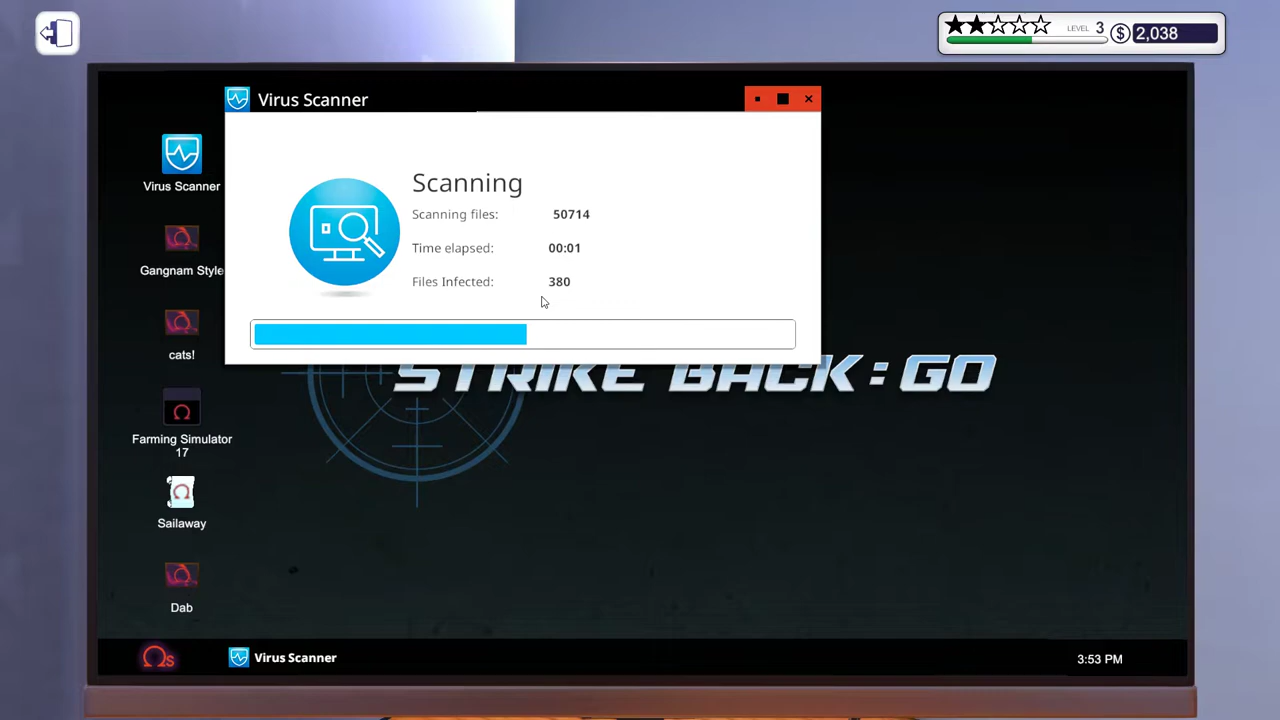 LEVEL 3
$ 2,038
Virus Scanner
Virus Scanner
Scanning
Scanning files: 50714
Time elapsed: 00:01
Files Infected: 380
Gangnam Style
cats!
STRIKE BACK:GO
Farming Simulator
17
Sailaway
Dab
Ωs
Virus Scanner
3:53 PM